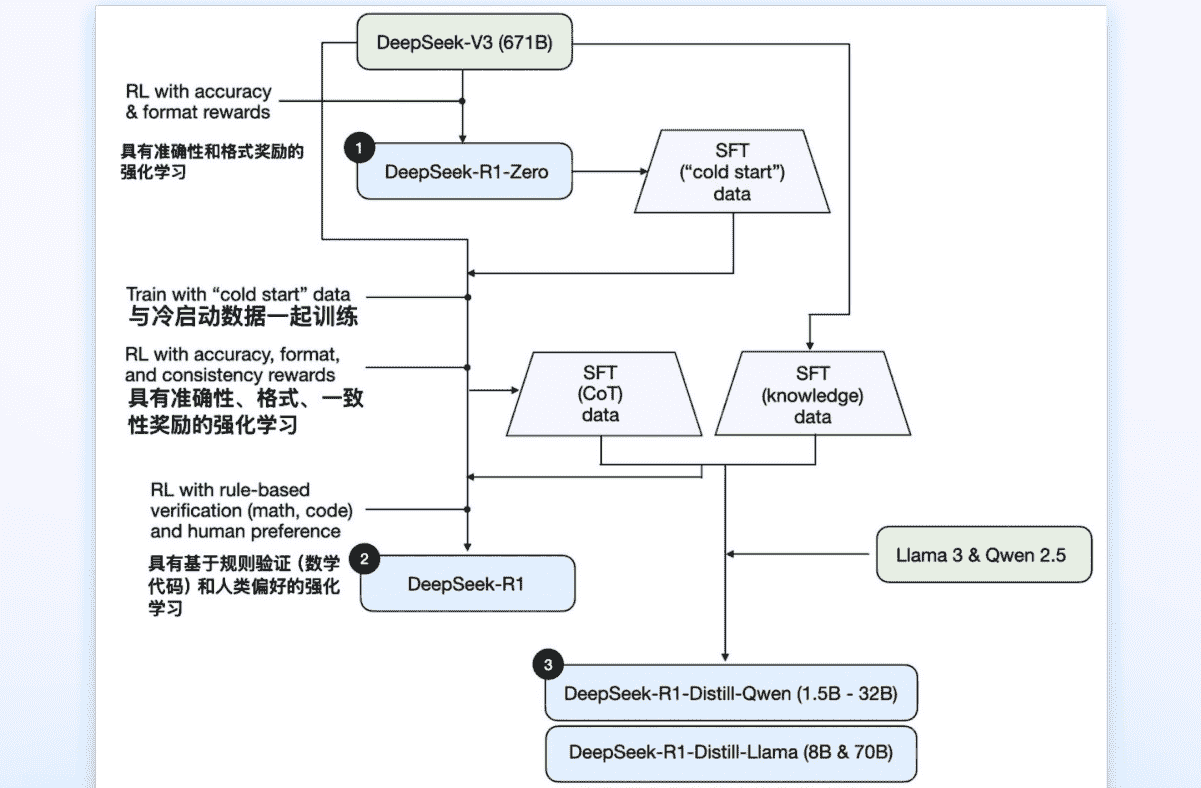 DeepSeek-V3 (671B)
RL with accuracy
& format rewards
具有准确性和格式奖励的
强化学习
1
DeepSeek-R1-Zero
SFT
(“cold start”)
data
Train with “cold start” data
与冷启动数据一起训练
RL with accuracy, format,
and consistency rewards
具有准确性、格式、一致
性奖励的强化学习
SFT
(CoT)
data
SFT
(knowledge)
data
RL with rule-based
verification (math, code)
and human preference
具有基于规则验证（数学
代码）和人类偏好的强化
学习
2
DeepSeek-R1
Llama 3 & Qwen 2.5
3
DeepSeek-R1-Distill-Qwen (1.5B - 32B)
DeepSeek-R1-Distill-Llama (8B & 70B)